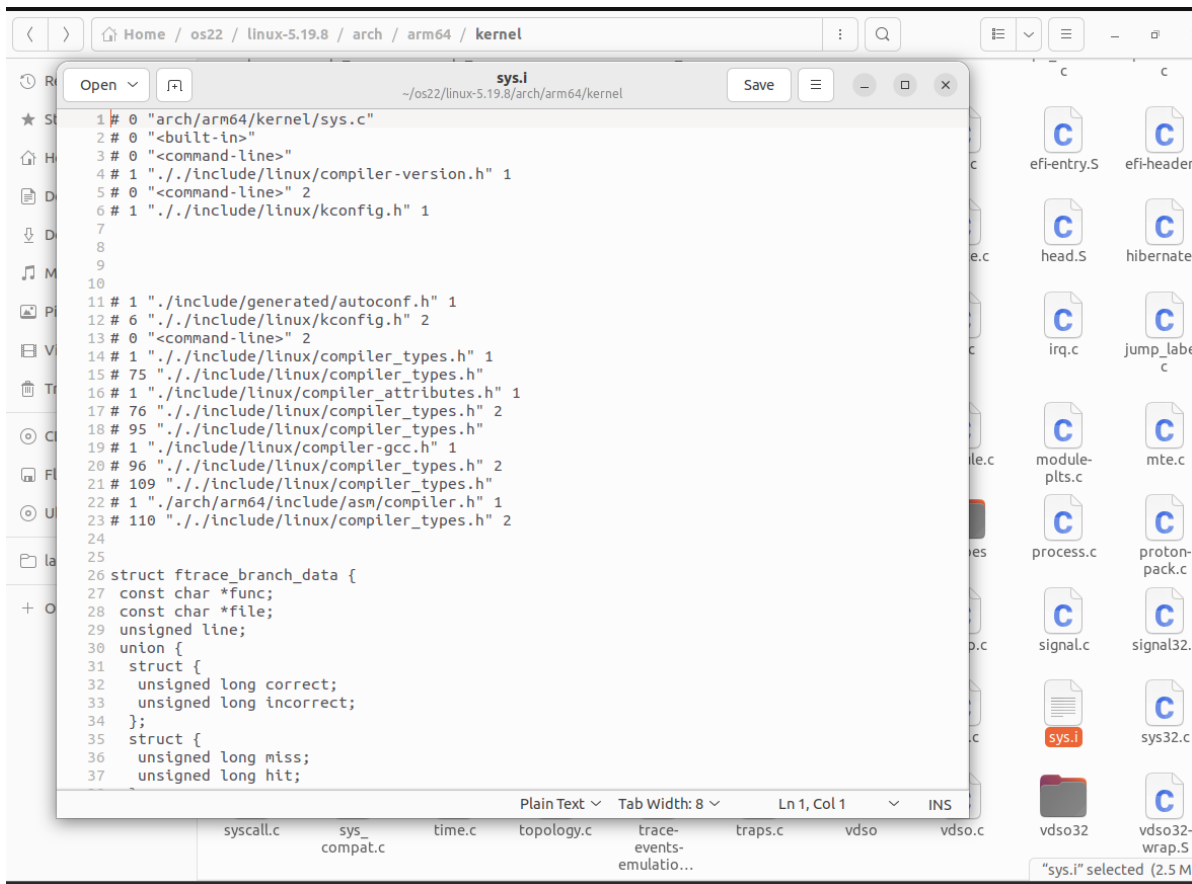 Home / os22 / linux-5.19.8 / arch / arm64 / kernel
Open
sys.i
~/os22/linux-5.19.8/arch/arm64/kernel
Save
1 # 0 "arch/arm64/kernel/sys.c"
2 # 0 "<built-in>"
3 # 0 "<command-line>"
4 # 1 "././include/linux/compiler-version.h" 1
5 # 0 "<command-line>" 2
6 # 1 "././include/linux/kconfig.h" 1
7
8
9
10
11 # 1 "./include/generated/autoconf.h" 1
12 # 6 "././include/linux/kconfig.h" 2
13 # 0 "<command-line>" 2
14 # 1 "././include/linux/compiler_types.h" 1
15 # 75 "././include/linux/compiler_types.h"
16 # 1 "./include/linux/compiler_attributes.h" 1
17 # 76 "././include/linux/compiler_types.h" 2
18 # 95 "././include/linux/compiler_types.h"
19 # 1 "./include/linux/compiler-gcc.h" 1
20 # 96 "././include/linux/compiler_types.h" 2
21 # 109 "././include/linux/compiler_types.h"
22 # 1 "./arch/arm64/include/asm/compiler.h" 1
23 # 110 "././include/linux/compiler_types.h" 2
24
25
26 struct ftrace_branch_data {
27 const char *func;
28 const char *file;
29 unsigned line;
30 union {
31 struct {
32 unsigned long correct;
33 unsigned long incorrect;
34 };
35 struct {
36 unsigned long miss;
37 unsigned long hit;
Plain Text Tab Width: 8 Ln 1, Col 1 INS
c c
efi-entry.S efi-header
e.c head.S hibernate
c irq.c jump_labe
c
le.c module-
plts.c
mte.c
es process.c proton-
pack.c
p.c signal.c signal32.
.c sys.i sys32.c
syscall.c sys_
compat.c
time.c topology.c trace-
events-
emulatio...
traps.c vdso vdso.c vdso32 vdso32-
wrap.S
"sys.i" selected (2.5 M